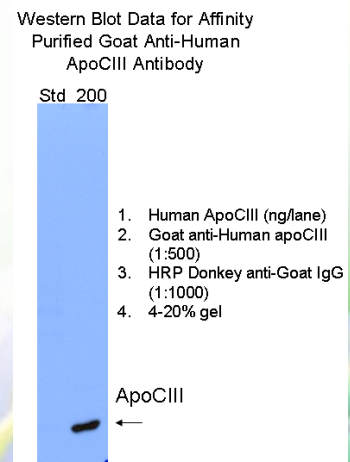 Western Blot Data for Affinity
Purified Goat Anti-Human
ApoCIII Antibody
Std 200
1. Human ApoCIII (ng/lane)
2. Goat anti-Human apoCIII
(1:500)
3. HRP Donkey anti-Goat IgG
(1:1000)
4. 4-20% gel
ApoCIII